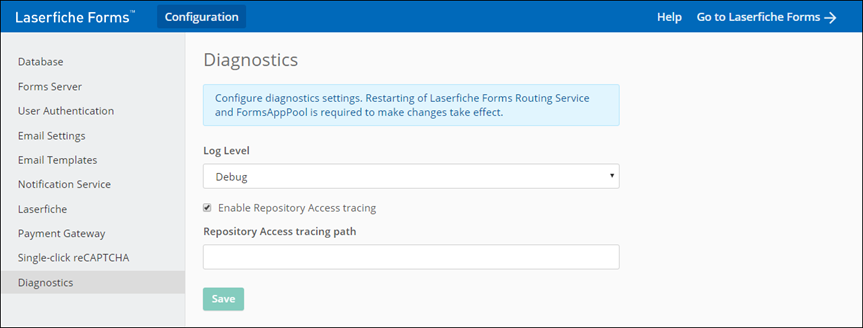 Laserfiche Forms™ Configuration Help Go to Laserfiche Forms →
Database
Forms Server
User Authentication
Email Settings
Email Templates
Notification Service
Laserfiche
Payment Gateway
Single-click reCAPTCHA
Diagnostics
Diagnostics
Configure diagnostics settings. Restarting of Laserfiche Forms Routing Service
and FormsAppPool is required to make changes take effect.
Log Level
Debug
Enable Repository Access tracing
Repository Access tracing path
Save